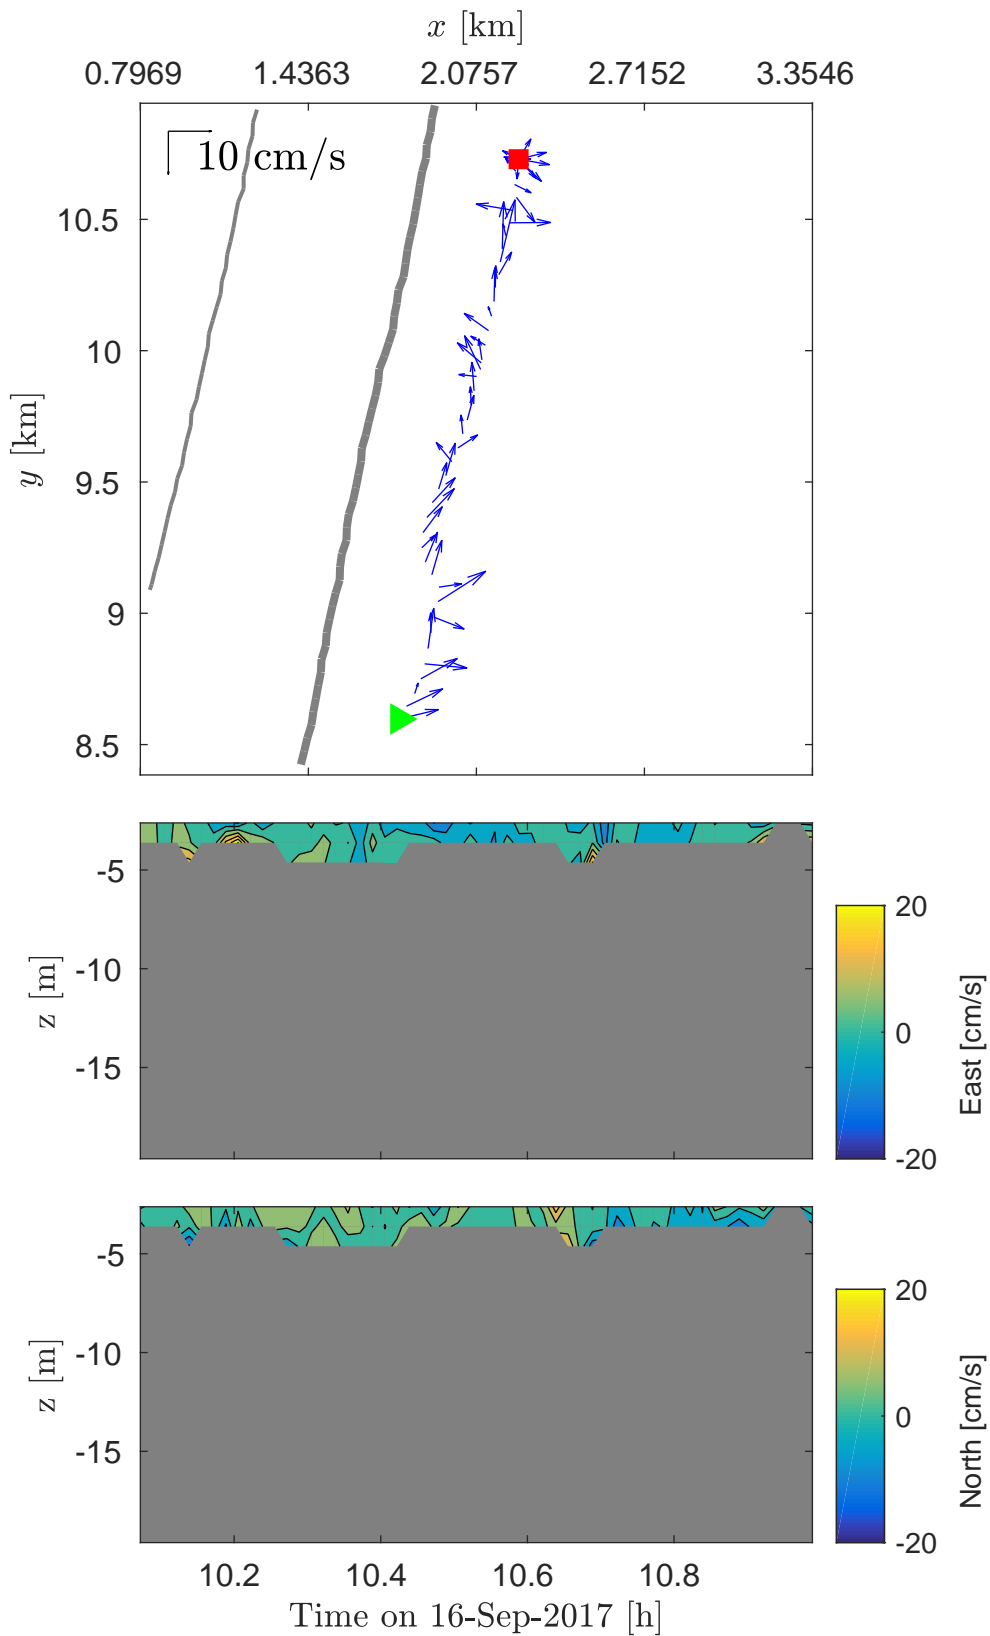 x [km]
0.7969 1.4363 2.0757 2.7152 3.3546
10 cm/s
10.5
10
9.5
9
8.5
y [km]
-5
-10
-15
z [m]
20
0
-20
East [cm/s]
-5
-10
-15
z [m]
20
0
-20
North [cm/s]
10.2 10.4 10.6 10.8
Time on 16-Sep-2017 [h]